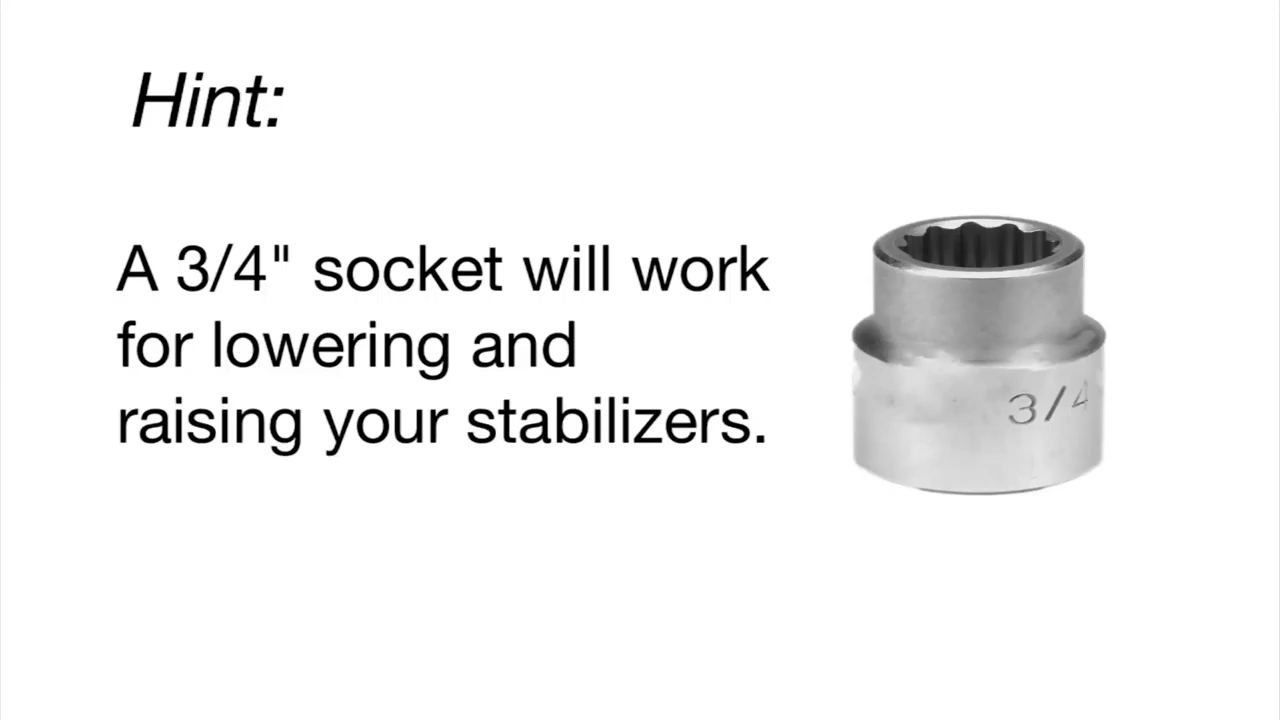 Hint:
A 3/4" socket will work
for lowering and
raising your stabilizers.
3/4